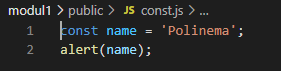 modul1 > public > JS const.js > ...
1 const name = 'Polinema';
2 alert(name);